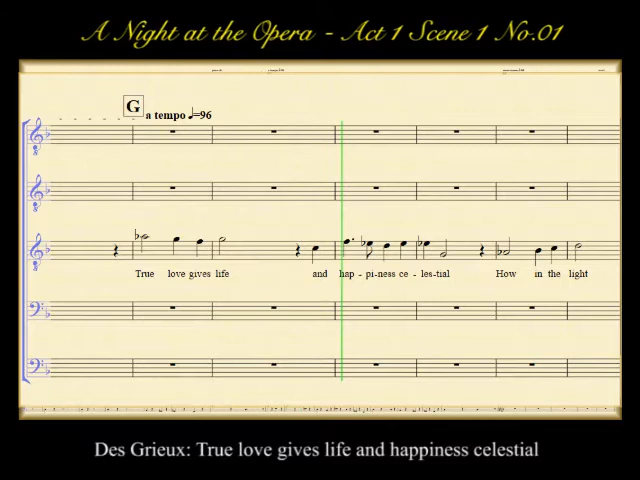 A Night at the Opera - Act 1 Scene 1 No.01
G a tempo ♩=96
True love gives life and hap - pi-ness ce - les-tial How in the light
Des Grieux: True love gives life and happiness celestial